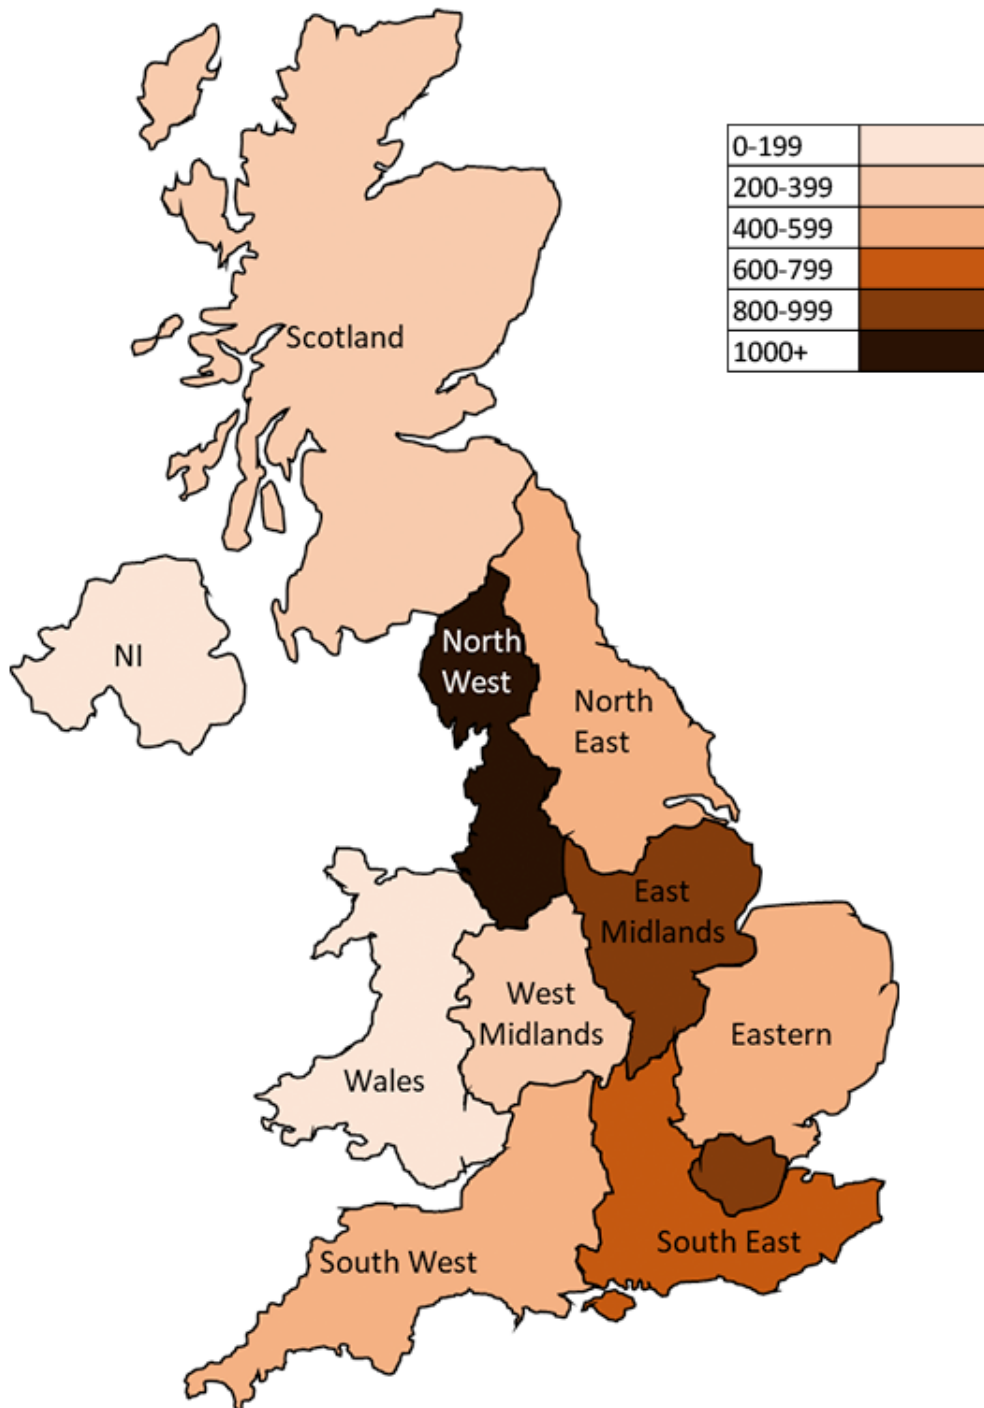 0-199
200-399
400-599
600-799
800-999
1000+
Scotland
NI
North
West
North
East
East
Midlands
West
Midlands
Eastern
Wales
South East
South West